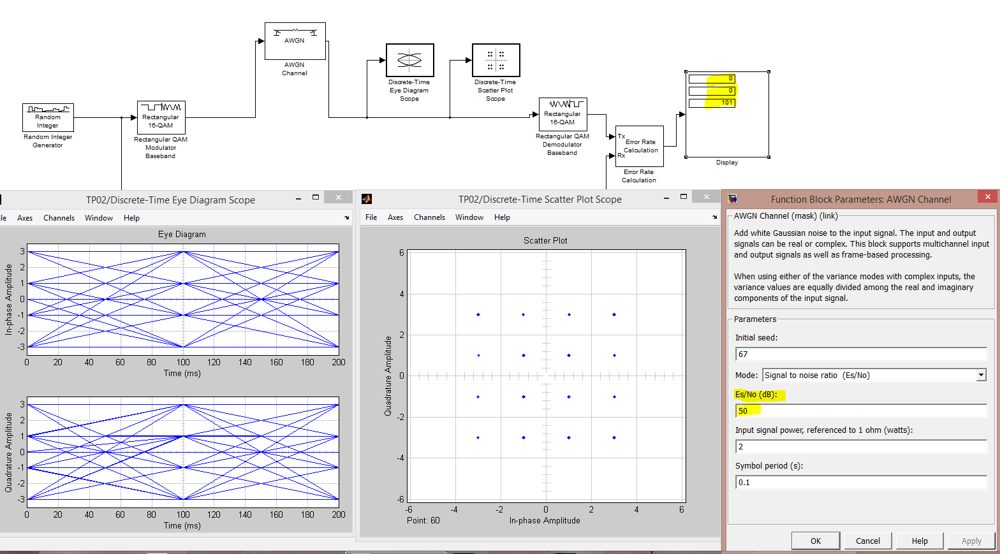 AWGN
AWGN
Channel
Discrete-Time
Eye Diagram
Scope
Discrete-Time
Scatter Plot
Scope
0
0
101
Display
Random
Integer
Random Integer
Generator
Rectangular
16-QAM
Rectangular QAM
Modulator
Baseband
Rectangular
16-QAM
Rectangular QAM
Demodulator
Baseband
Tx
Rx
Error Rate
Calculation
Error Rate
Calculation
TP02/Discrete-Time Eye Diagram Scope
ile Axes Channels Window Help
Eye Diagram
In-phase Amplitude
3
2
1
0
-1
-2
-3
0 20 40 60 80 100 120 140 160 180 200
Time (ms)
Quadrature Amplitude
3
2
1
0
-1
-2
-3
0 20 40 60 80 100 120 140 160 180 200
Time (ms)
TP02/Discrete-Time Scatter Plot Scope
File Axes Channels Window Help
Scatter Plot
Quadrature Amplitude
6
4
2
0
-2
-4
-6
-6 -4 -2 0 2 4 6
Point: 60
In-phase Amplitude
Function Block Parameters: AWGN Channel
AWGN Channel (mask) (link)
Add white Gaussian noise to the input signal. The input and output
signals can be real or complex. This block supports multichannel input
and output signals as well as frame-based processing.
When using either of the variance modes with complex inputs, the
variance values are equally divided among the real and imaginary
components of the input signal.
Parameters
Initial seed:
67
Mode: Signal to noise ratio (Es/No)
Es/No (dB):
50
Input signal power, referenced to 1 ohm (watts):
2
Symbol period (s):
0.1
OK Cancel Help Apply